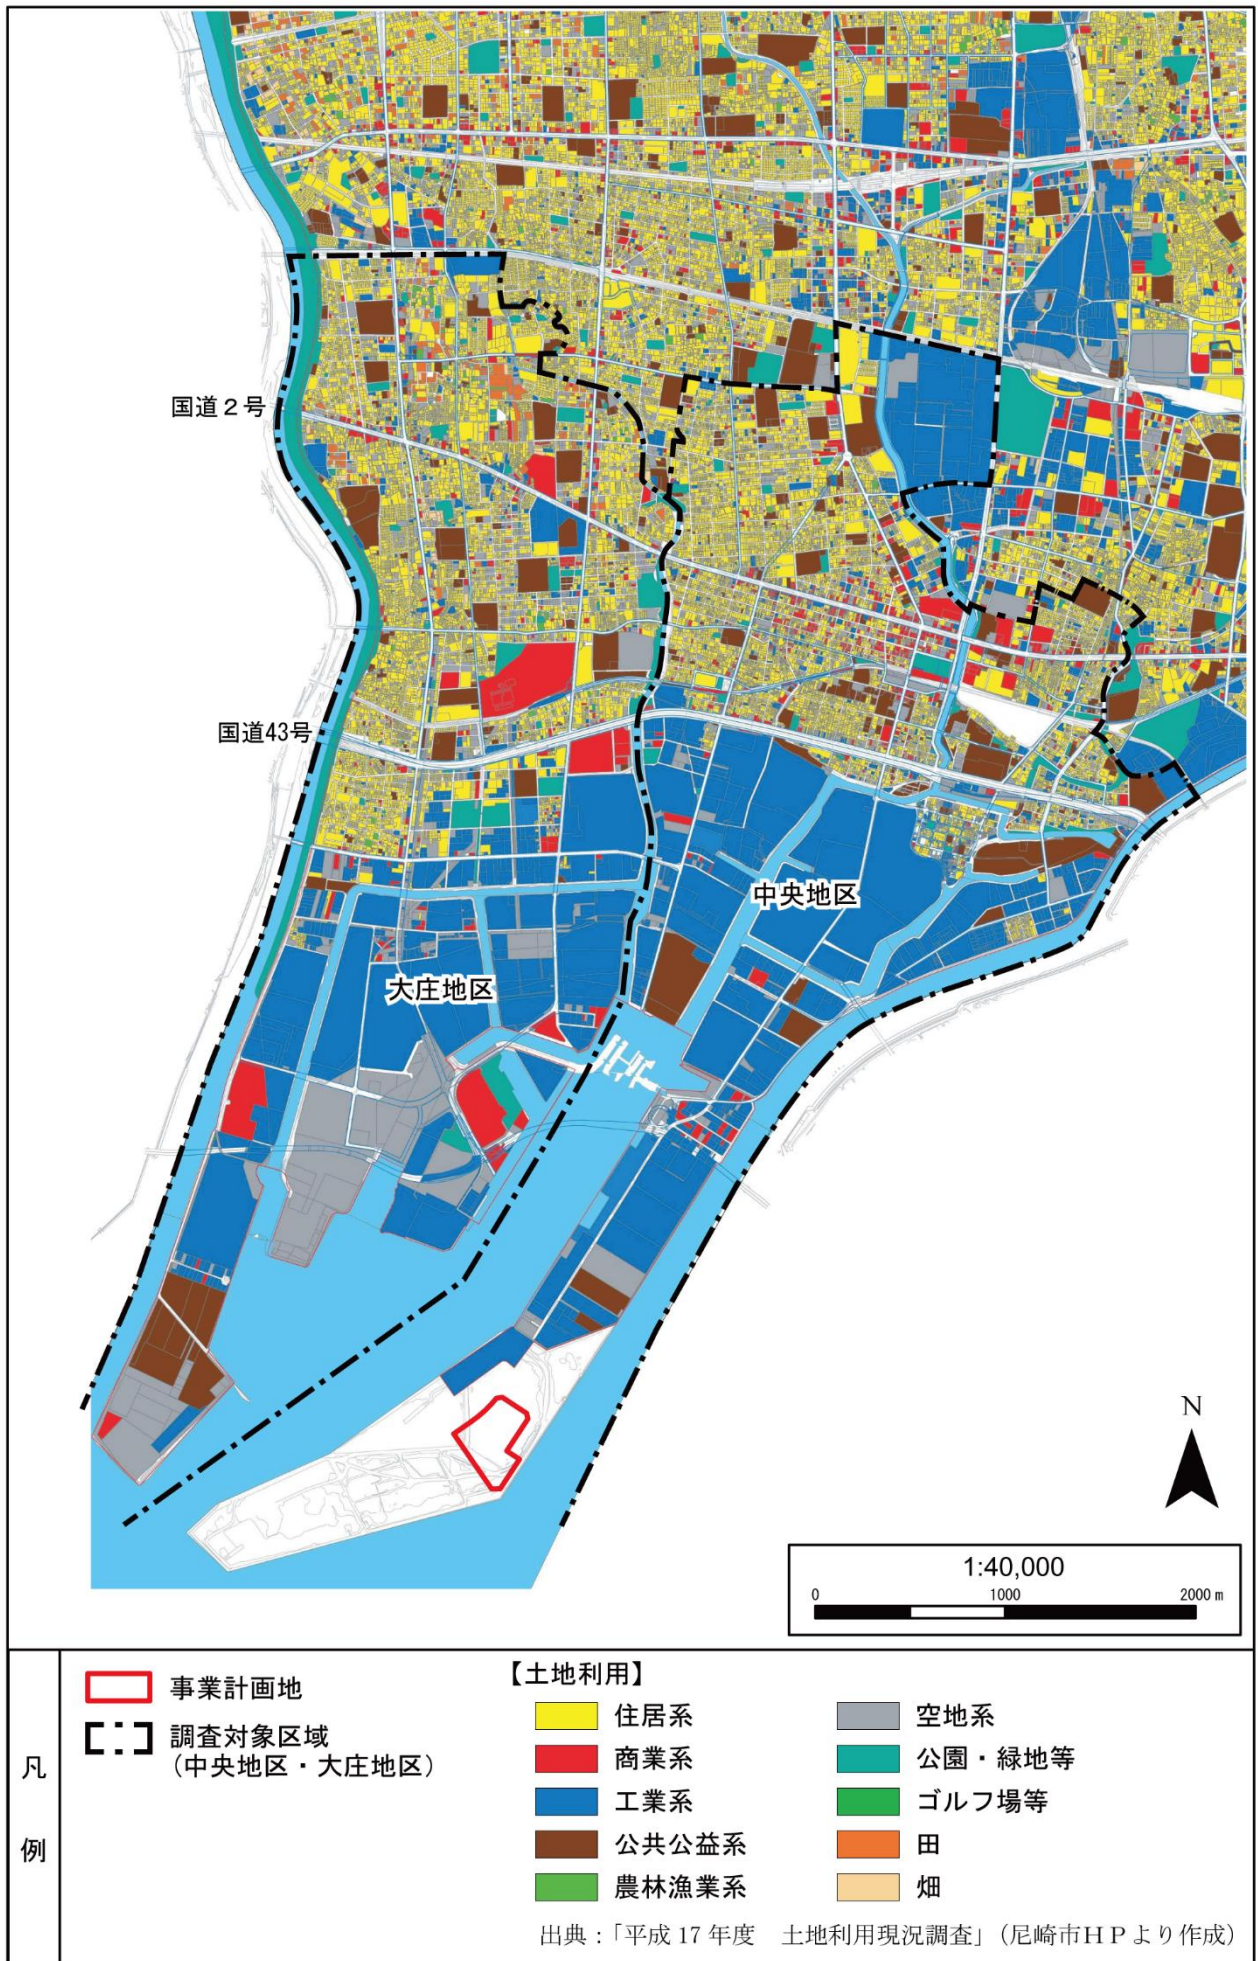 国道２号
国道43号
中央地区
大庄地区
N
1:40,000
0 1000 2000 m
凡例
事業計画地
調査対象区域
（中央地区・大庄地区）
【土地利用】
住居系
商業系
工業系
公共公益系
農林漁業系
空地系
公園・緑地等
ゴルフ場等
田
畑
出典：「平成 17 年度　土地利用現況調査」（尼崎市ＨＰより作成）